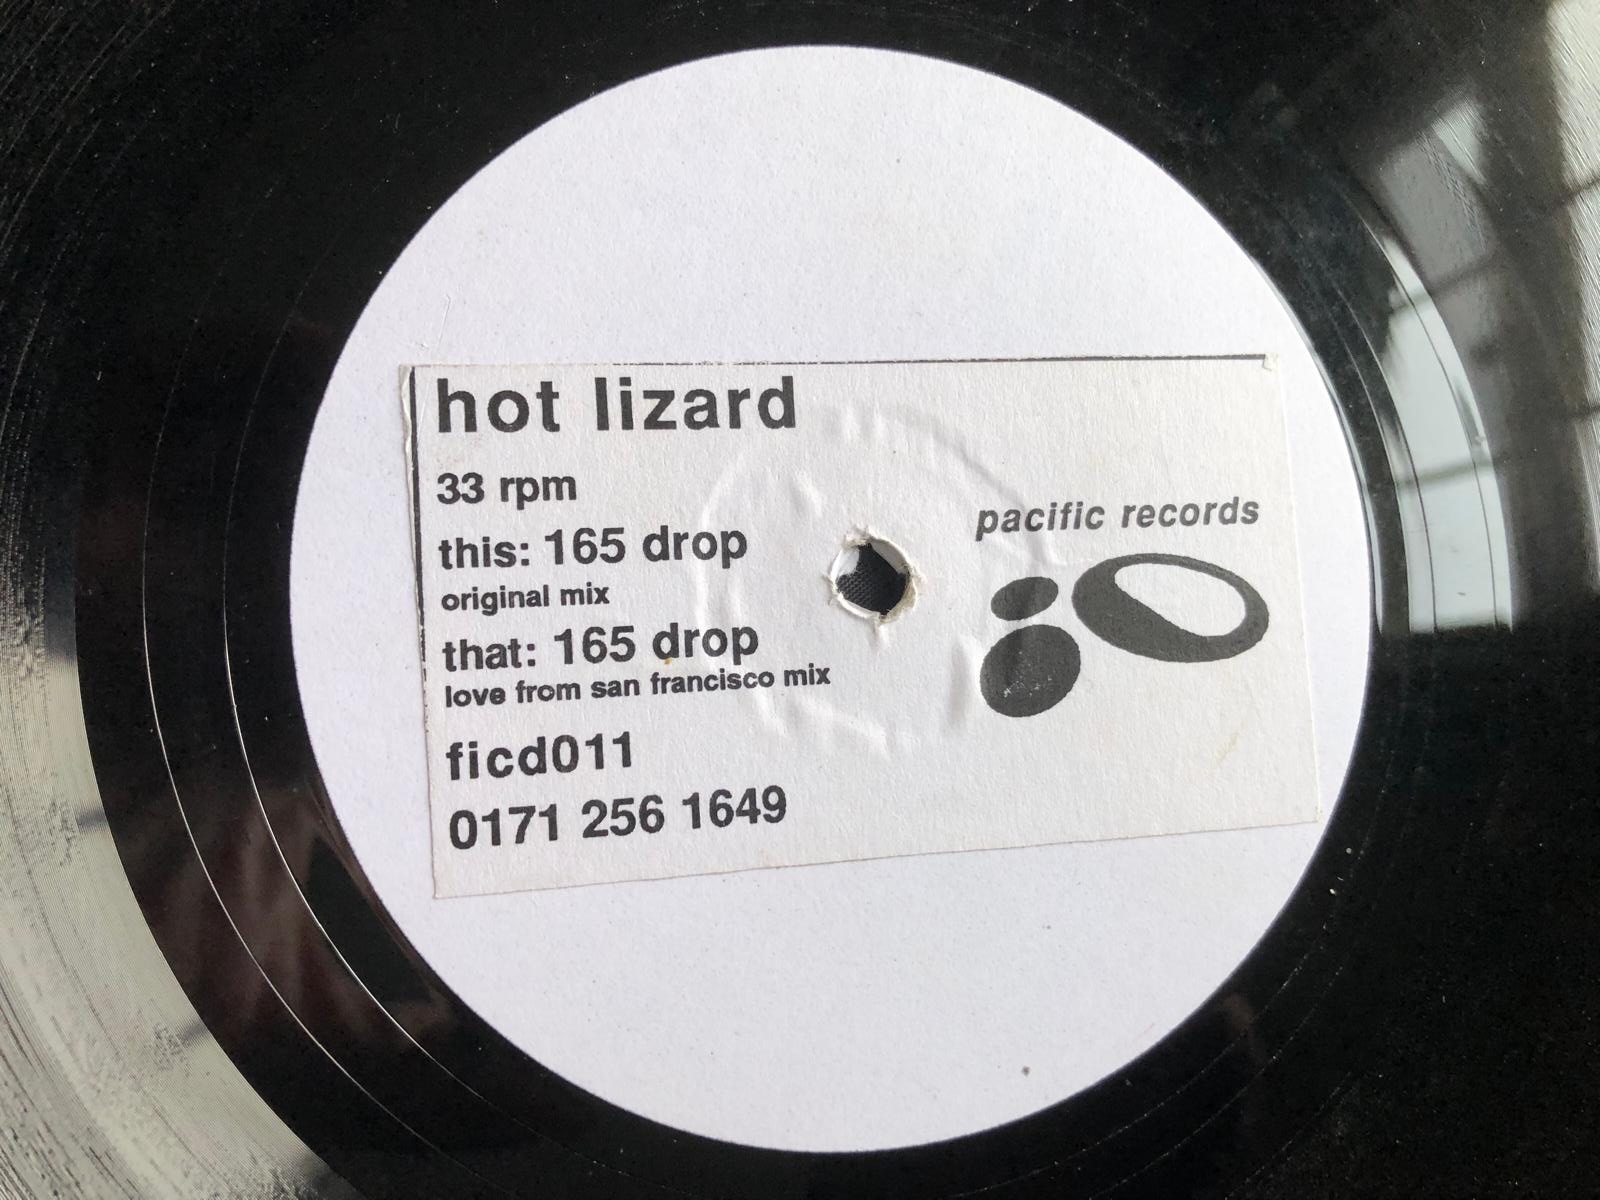 hot lizard
33 rpm
this: 165 drop
original mix
that: 165 drop
love from san francisco mix
ficd011
0171 256 1649
pacific records